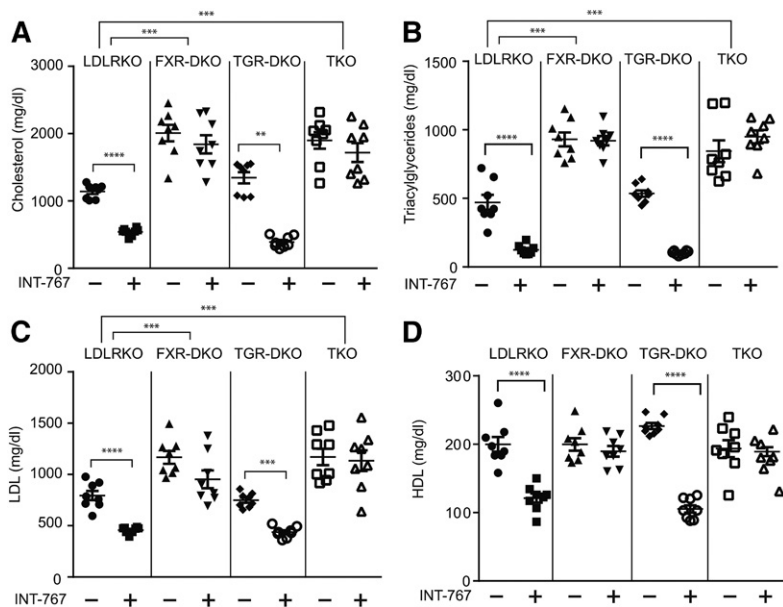 A
***
***
LDLRKO FXR-DKO TGR-DKO TKO
Cholesterol (mg/dl)
3000
2000
1000
0
****
**
INT-767 − + − + − + − +
B
***
***
LDLRKO FXR-DKO TGR-DKO TKO
Triacylglycerides (mg/dl)
1500
1000
500
0
****
****
INT-767 − + − + − + − +
C
***
***
LDLRKO FXR-DKO TGR-DKO TKO
LDL (mg/dl)
2000
1500
1000
500
0
****
***
INT-767 − + − + − + − +
D
LDLRKO FXR-DKO TGR-DKO TKO
HDL (mg/dl)
300
200
100
0
****
****
INT-767 − + − + − + − +